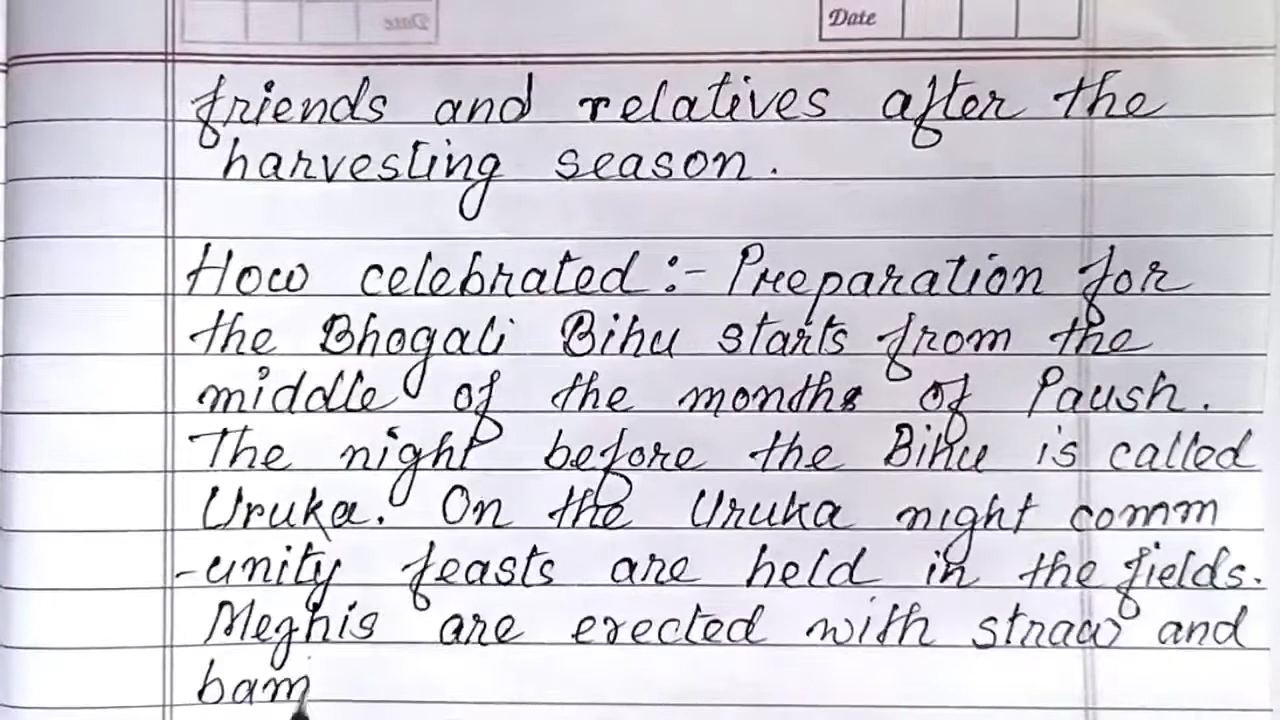 Date
friends and relatives after the
harvesting season.
How celebrated :- Preparation for
the Bhogali Bihu starts from the
middle of the months of Paush.
The night before the Bihu is called
Uruka. On the Uruka night comm
-unity feasts are held in the fields.
Meghis are erected with straw and
bam